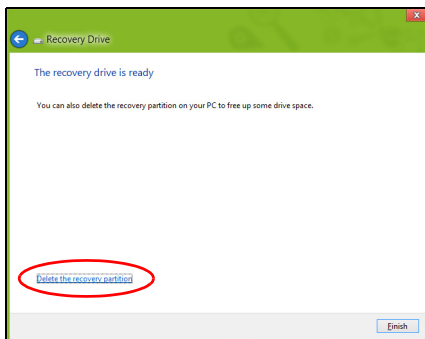 Recovery Drive
The recovery drive is ready
You can also delete the recovery partition on your PC to free up some drive space.
Delete the recovery partition
Finish